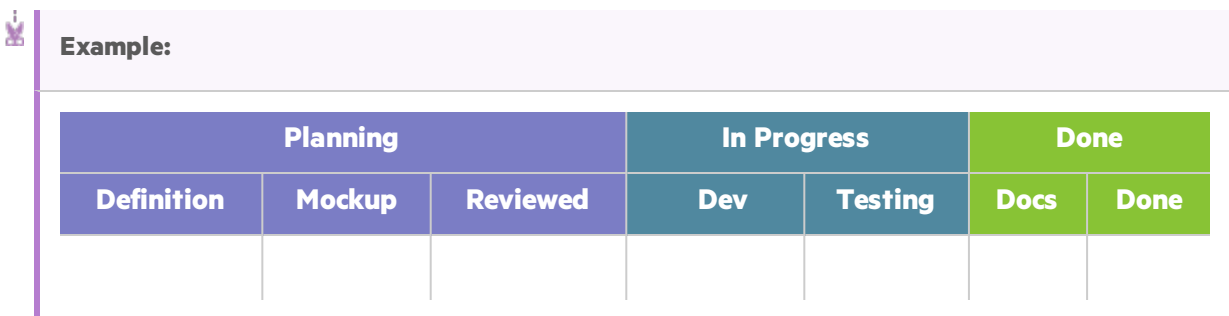 Example:
Planning In Progress Done
Definition Mockup Reviewed Dev Testing Docs Done